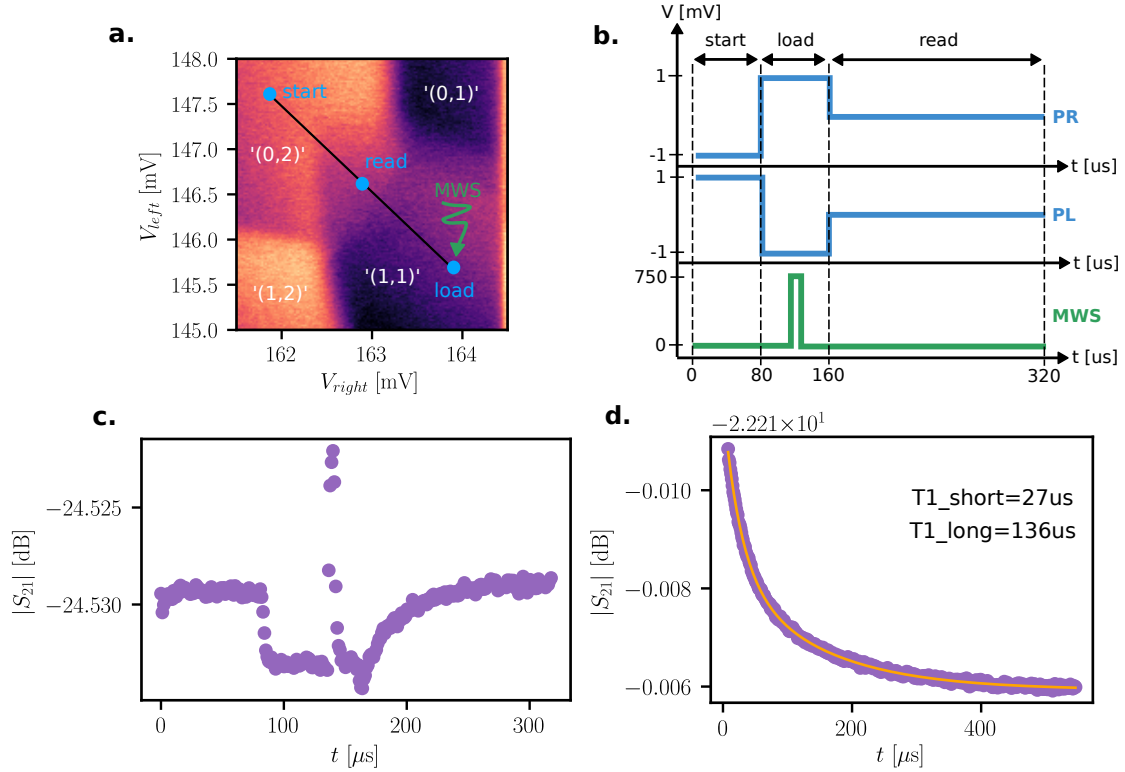 a.
148.0
147.5
147.0
146.5
146.0
145.5
145.0
V_left [mV]
start
'(0,1)'
'(0,2)'
read
MWS
'(1,1)'
load
'(1,2)'
162
163
164
V_right [mV]
b.
V [mV]
start
load
read
1
-1
PR
t [us]
1
-1
PL
t [us]
750
0
MWS
t [us]
0
80
160
320
c.
−24.525
−24.530
|S21| [dB]
0
100
200
300
t [μs]
d.
−2.221×10^1
−0.010
−0.008
−0.006
|S21| [dB]
T1_short=27us
T1_long=136us
0
200
400
t [μs]